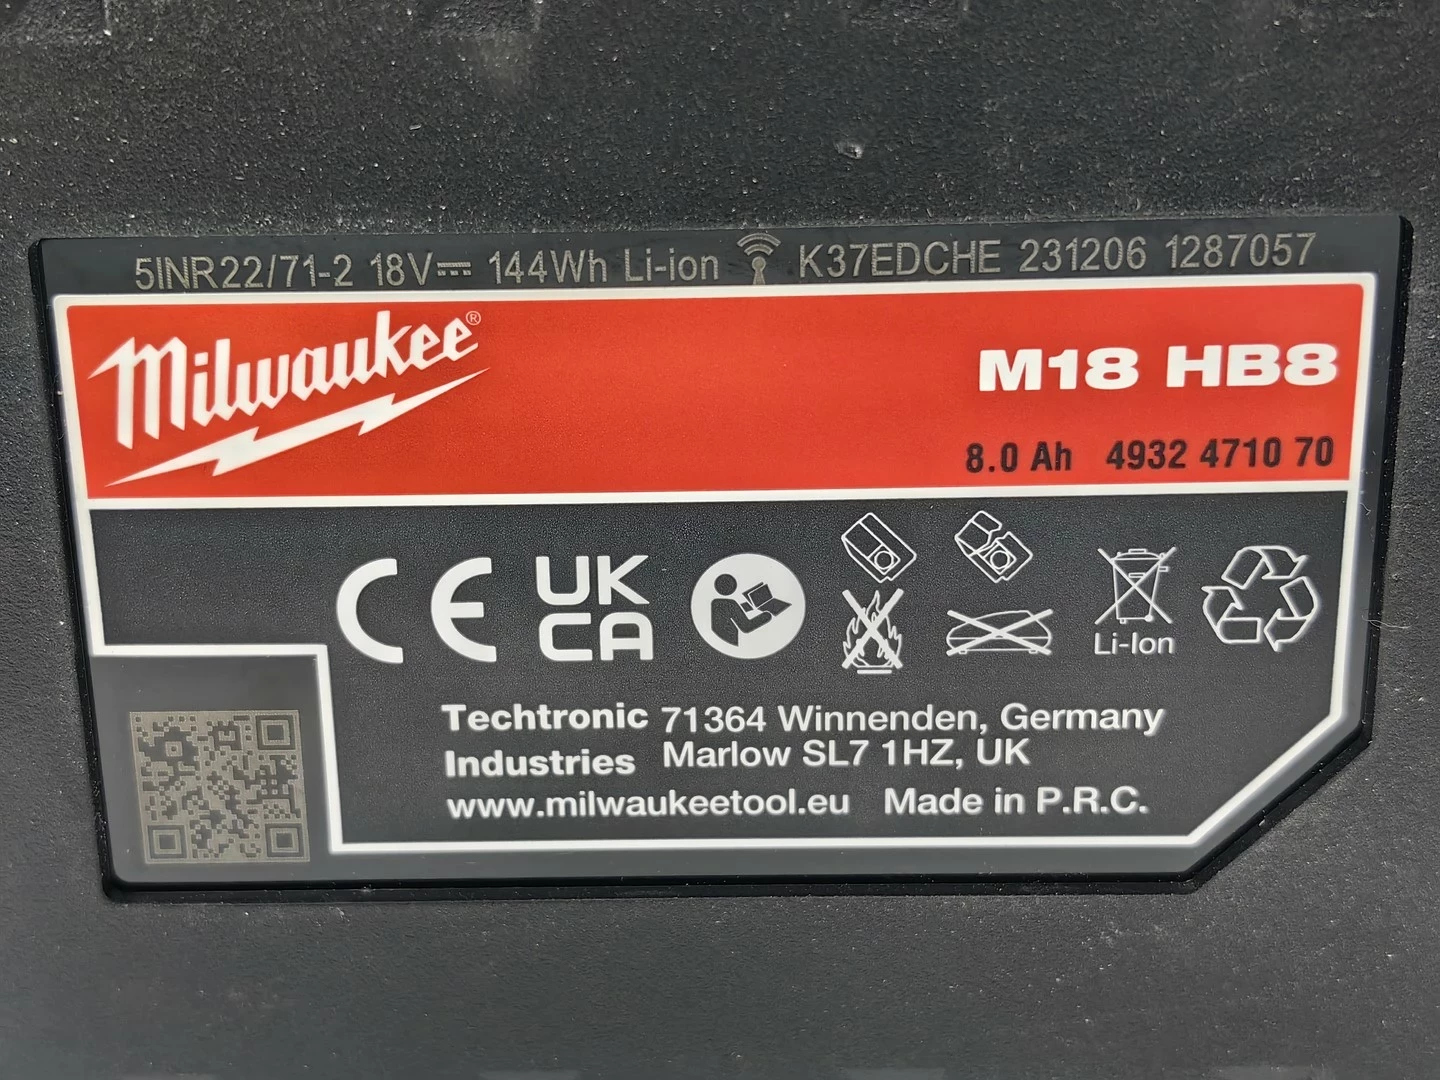 5INR22/71-2 18V⎓ 144Wh Li-ion K37EDCHE 231206 1287057
Milwaukee®
M18 HB8
8.0 Ah 4932 4710 70
CE UK
CA
Li-Ion
Techtronic 71364 Winnenden, Germany
Industries Marlow SL7 1HZ, UK
www.milwaukeetool.eu Made in P.R.C.